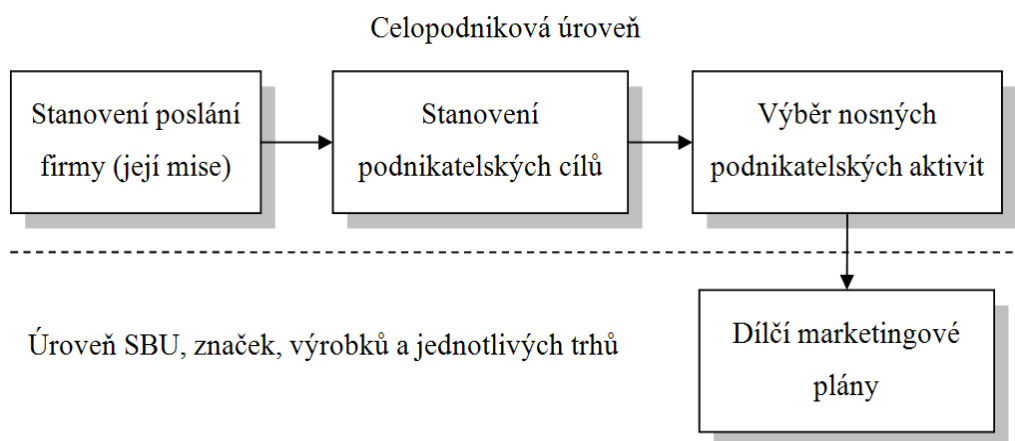 Celopodniková úroveň
Stanovení poslání
firmy (její mise)
Stanovení
podnikatelských cílů
Výběr nosných
podnikatelských aktivit
Úroveň SBU, značek, výrobků a jednotlivých trhů
Dílčí marketingové
plány